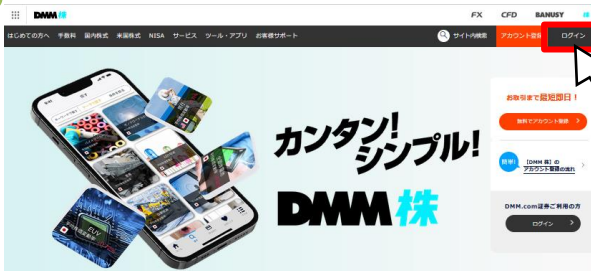 DMM 株
FX CFD BANUSY 株
はじめての方へ 手数料 国内株式 米国株式 NISA サービス ツール・アプリ お客様サポート
サイト内検索 アカウント登録 ログイン
カンタン!
シンプル!
DMM 株
お取引まで最短即日！
無料でアカウント登録
簡単! 【DMM 株】の
アカウント登録の流れ
DMM.com証券ご利用の方
ログイン
EUV